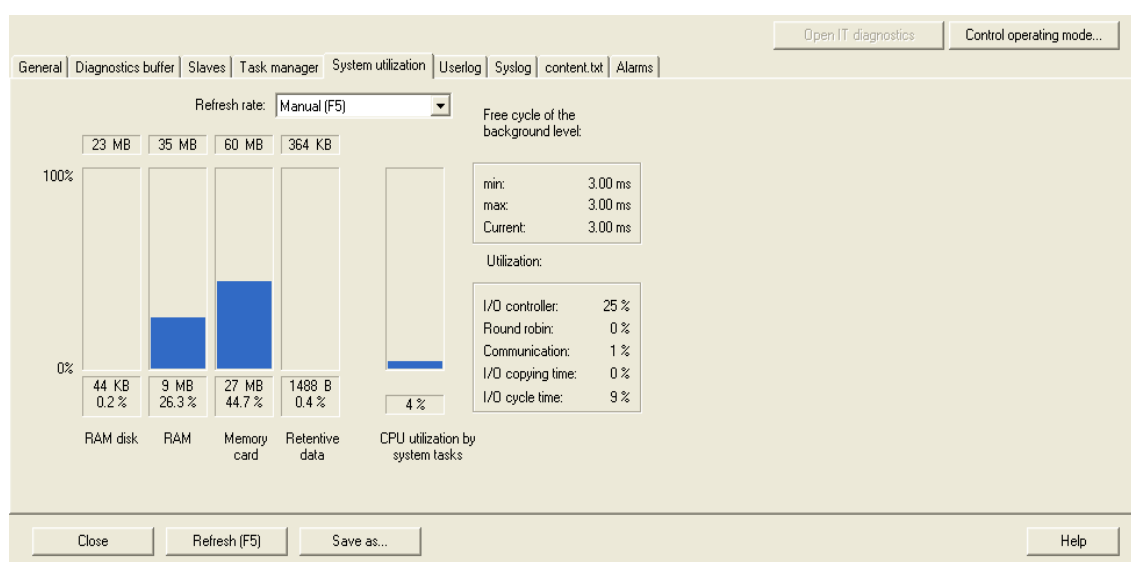 Open IT diagnostics Control operating mode...
General Diagnostics buffer Slaves Task manager System utilization Userlog Syslog content.txt Alarms
Refresh rate: Manual (F5)
Free cycle of the
background level:
23 MB 35 MB 60 MB 364 KB
100%
min: 3.00 ms
max: 3.00 ms
Current: 3.00 ms
Utilization:
I/O controller: 25 %
Round robin: 0 %
Communication: 1 %
I/O copying time: 0 %
I/O cycle time: 9 %
0%
44 KB 9 MB 27 MB 1488 B
0.2 % 26.3 % 44.7 % 0.4 % 4 %
RAM disk RAM Memory Retentive CPU utilization by
card data system tasks
Close Refresh (F5) Save as... Help